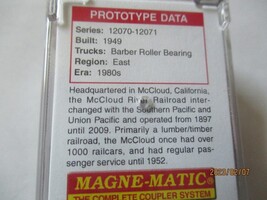 PROTOTYPE DATA
Series: 12070-12071
Built: 1949
Trucks: Barber Roller Bearing
Region: East
Era: 1980s
Headquartered in McCloud, California,
the McCloud River Railroad inter-
changed with the Southern Pacific and
Union Pacific and operated from 1897
until 2009. Primarily a lumber/timber
railroad, the McCloud once had over
1000 railcars, and had regular pas-
senger service until 1952.
MAGNE-MATIC®
THE COMPLETE COUPLER SYSTEM